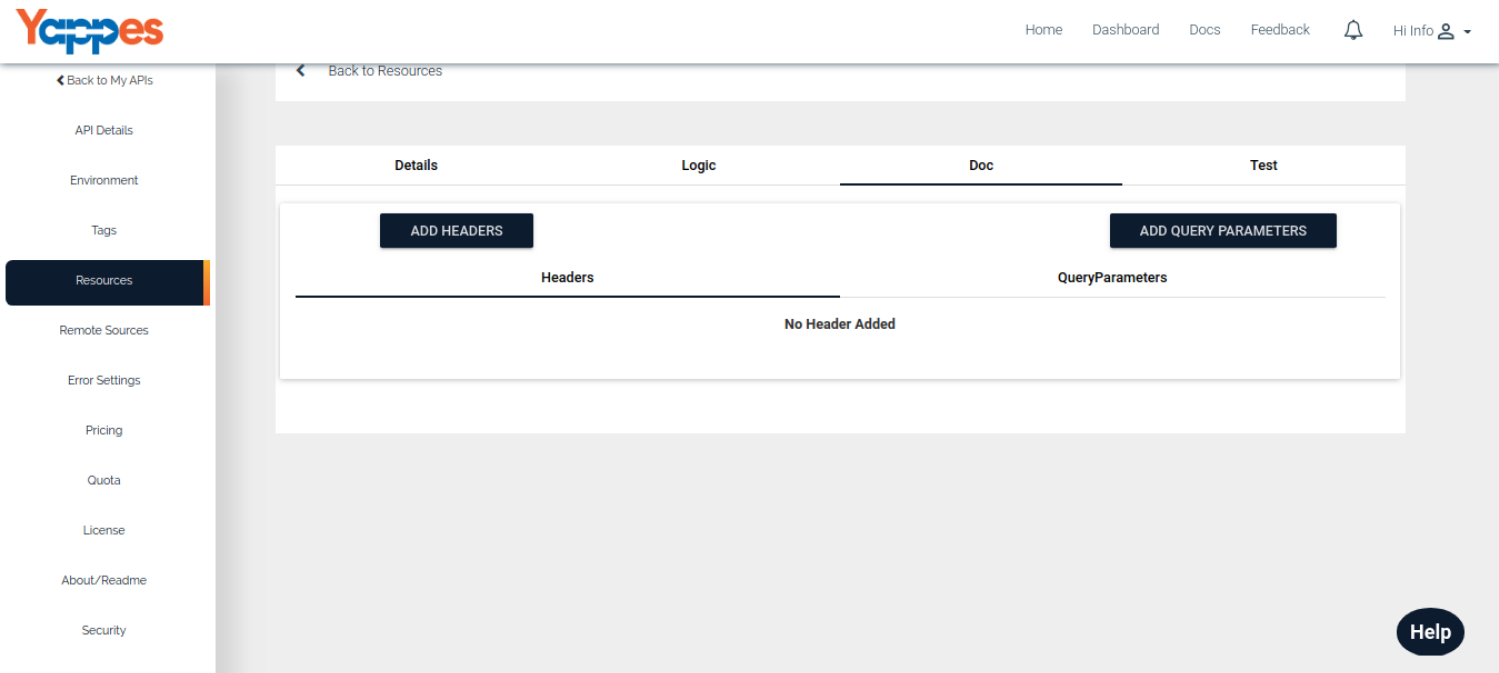 Yappes
Home Dashboard Docs Feedback Hi Info
Back to My APIs
API Details
Environment
Tags
Resources
Remote Sources
Error Settings
Pricing
Quota
License
About/Readme
Security
Back to Resources
Details Logic Doc Test
ADD HEADERS ADD QUERY PARAMETERS
Headers QueryParameters
No Header Added
Help